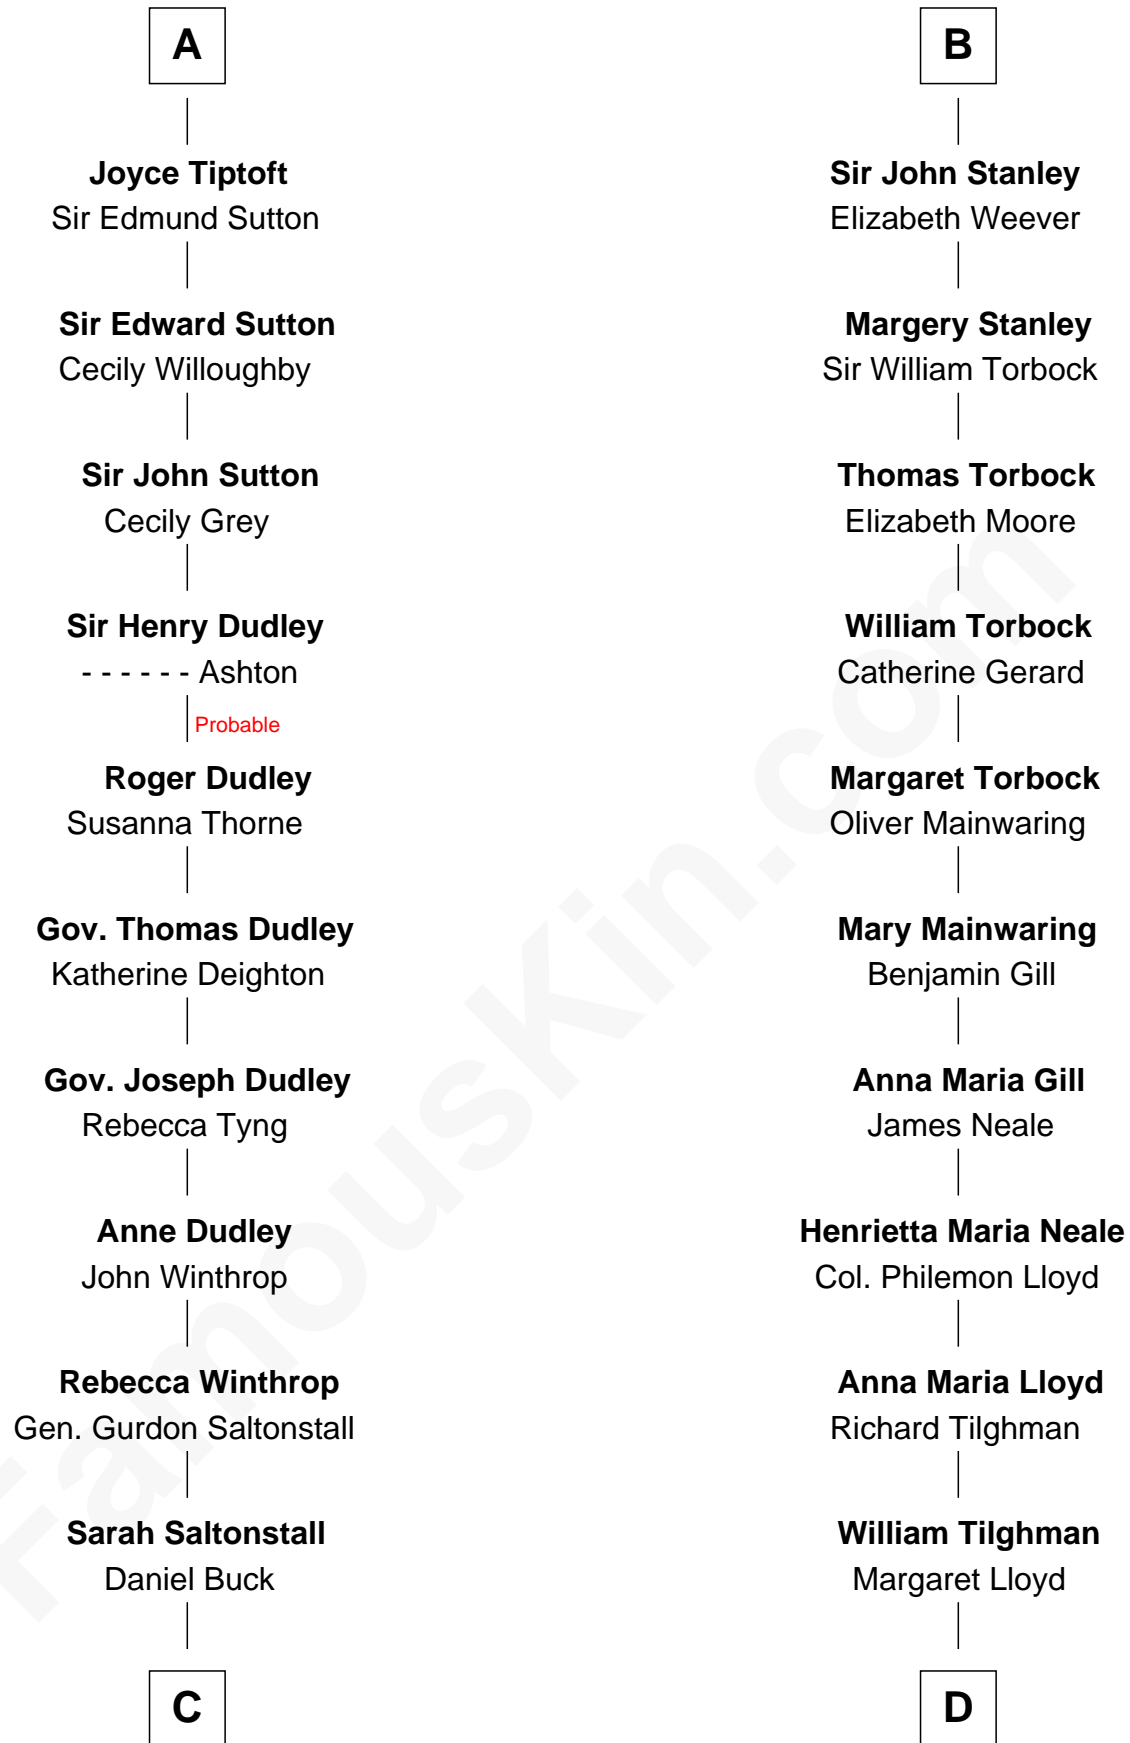 A
Joyce Tiptoft
Sir Edmund Sutton
Sir Edward Sutton
Cecily Willoughby
Sir John Sutton
Cecily Grey
Sir Henry Dudley
- - - - - - Ashton
Probable
Roger Dudley
Susanna Thorne
Gov. Thomas Dudley
Katherine Deighton
Gov. Joseph Dudley
Rebecca Tyng
Anne Dudley
John Winthrop
Rebecca Winthrop
Gen. Gurdon Saltonstall
Sarah Saltonstall
Daniel Buck
C
B
Sir John Stanley
Elizabeth Weever
Margery Stanley
Sir William Torbock
Thomas Torbock
Elizabeth Moore
William Torbock
Catherine Gerard
Margaret Torbock
Oliver Mainwaring
Mary Mainwaring
Benjamin Gill
Anna Maria Gill
James Neale
Henrietta Maria Neale
Col. Philemon Lloyd
Anna Maria Lloyd
Richard Tilghman
William Tilghman
Margaret Lloyd
D
FamousKin.com